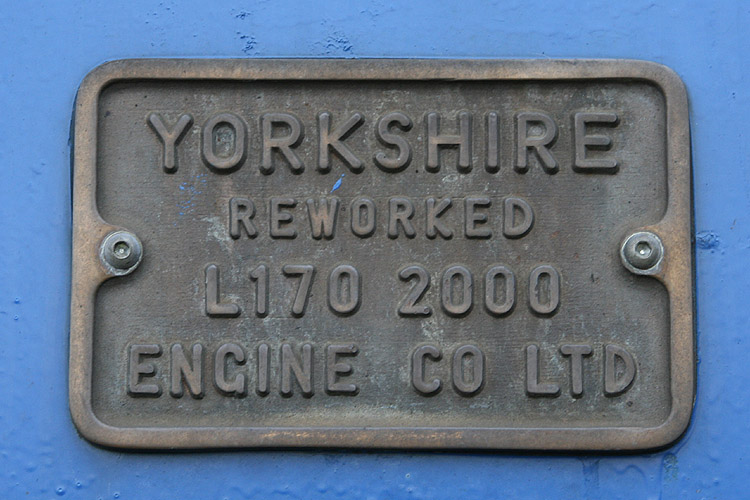 YORKSHIRE
REWORKED
L170 2000
ENGINE CO LTD